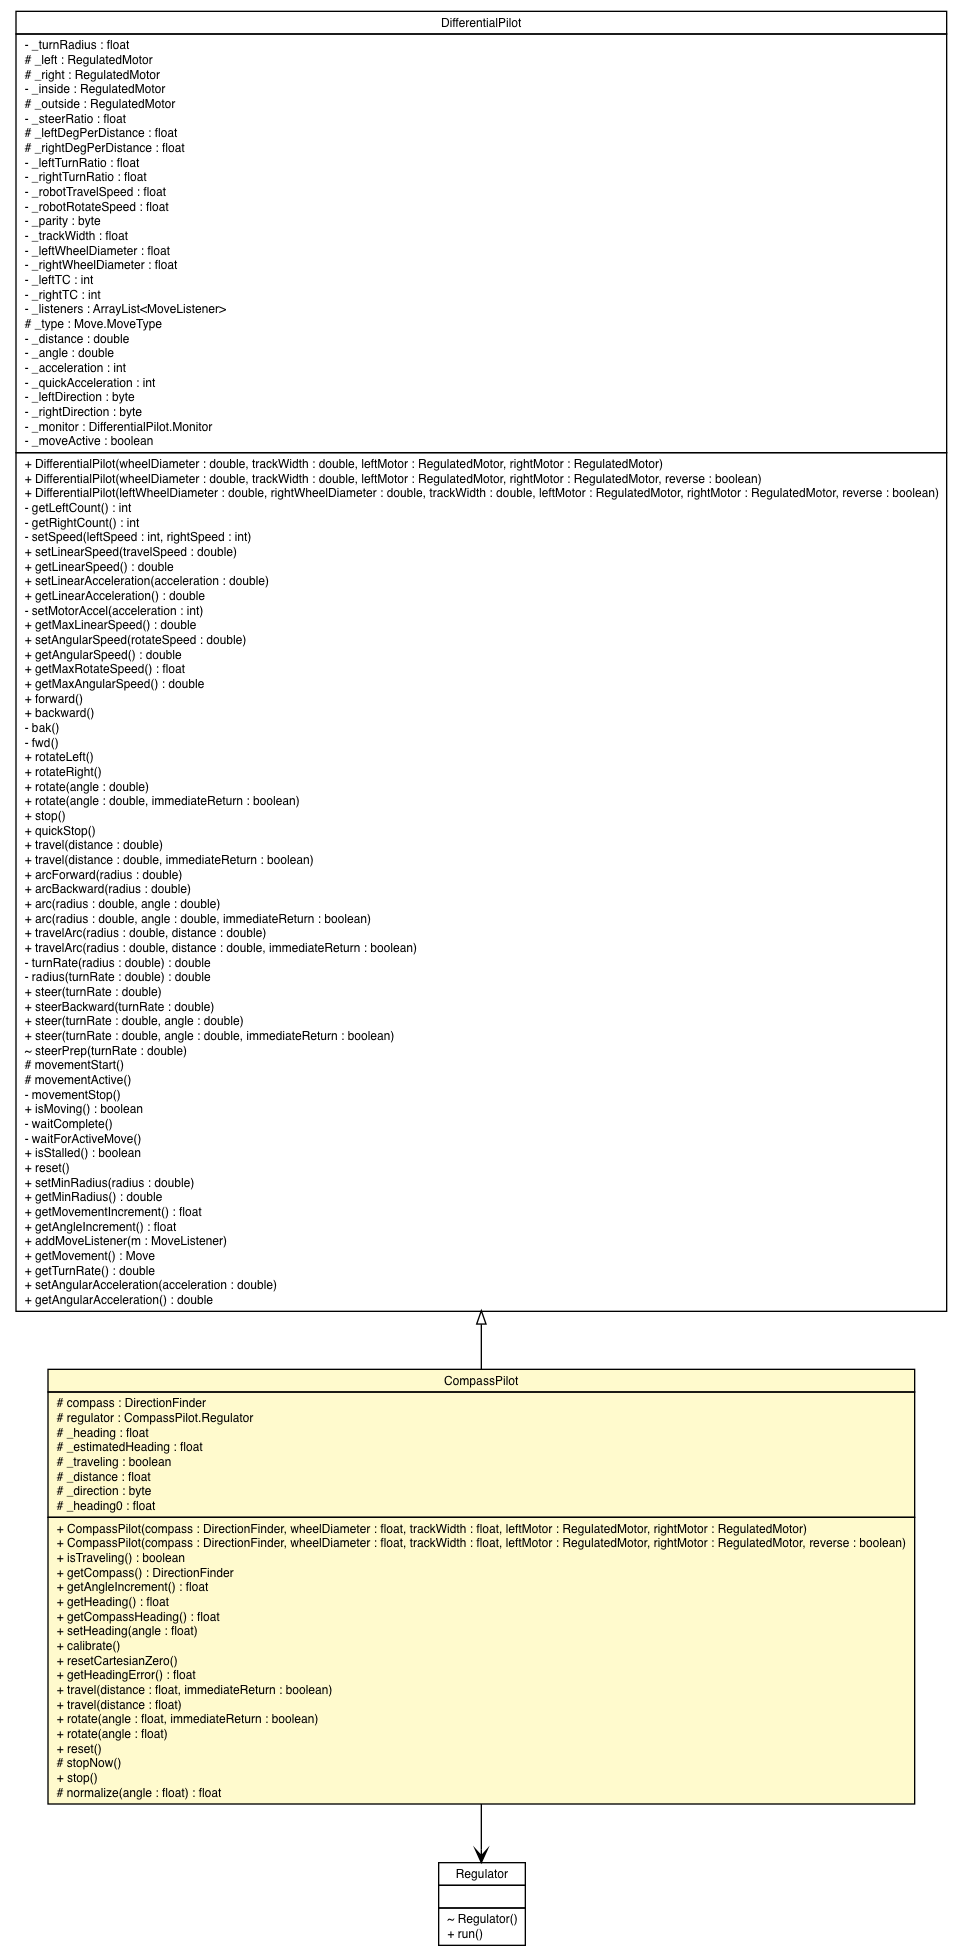 DifferentialPilot
- _turnRadius : float
# _left : RegulatedMotor
# _right : RegulatedMotor
- _inside : RegulatedMotor
# _outside : RegulatedMotor
- _steerRatio : float
# _leftDegPerDistance : float
# _rightDegPerDistance : float
- _leftTurnRatio : float
- _rightTurnRatio : float
- _robotTravelSpeed : float
- _robotRotateSpeed : float
- _parity : byte
- _trackWidth : float
- _leftWheelDiameter : float
- _rightWheelDiameter : float
- _leftTC : int
- _rightTC : int
- _listeners : ArrayList<MoveListener>
# _type : Move.MoveType
- _distance : double
- _angle : double
- _acceleration : int
- _quickAcceleration : int
- _leftDirection : byte
- _rightDirection : byte
- _monitor : DifferentialPilot.Monitor
- _moveActive : boolean
+ DifferentialPilot(wheelDiameter : double, trackWidth : double, leftMotor : RegulatedMotor, rightMotor : RegulatedMotor)
+ DifferentialPilot(wheelDiameter : double, trackWidth : double, leftMotor : RegulatedMotor, rightMotor : RegulatedMotor, reverse : boolean)
+ DifferentialPilot(leftWheelDiameter : double, rightWheelDiameter : double, trackWidth : double, leftMotor : RegulatedMotor, rightMotor : RegulatedMotor, reverse : boolean)
- getLeftCount() : int
- getRightCount() : int
- setSpeed(leftSpeed : int, rightSpeed : int)
+ setLinearSpeed(travelSpeed : double)
+ getLinearSpeed() : double
+ setLinearAcceleration(acceleration : double)
+ getLinearAcceleration() : double
- setMotorAccel(acceleration : int)
+ getMaxLinearSpeed() : double
+ setAngularSpeed(rotateSpeed : double)
+ getAngularSpeed() : double
+ getMaxRotateSpeed() : float
+ getMaxAngularSpeed() : double
+ forward()
+ backward()
- bak()
- fwd()
+ rotateLeft()
+ rotateRight()
+ rotate(angle : double)
+ rotate(angle : double, immediateReturn : boolean)
+ stop()
+ quickStop()
+ travel(distance : double)
+ travel(distance : double, immediateReturn : boolean)
+ arcForward(radius : double)
+ arcBackward(radius : double)
+ arc(radius : double, angle : double)
+ arc(radius : double, angle : double, immediateReturn : boolean)
+ travelArc(radius : double, distance : double)
+ travelArc(radius : double, distance : double, immediateReturn : boolean)
- turnRate(radius : double) : double
- radius(turnRate : double) : double
+ steer(turnRate : double)
+ steerBackward(turnRate : double)
+ steer(turnRate : double, angle : double)
+ steer(turnRate : double, angle : double, immediateReturn : boolean)
~ steerPrep(turnRate : double)
# movementStart()
# movementActive()
- movementStop()
+ isMoving() : boolean
- waitComplete()
- waitForActiveMove()
+ isStalled() : boolean
+ reset()
+ setMinRadius(radius : double)
+ getMinRadius() : double
+ getMovementIncrement() : float
+ getAngleIncrement() : float
+ addMoveListener(m : MoveListener)
+ getMovement() : Move
+ getTurnRate() : double
+ setAngularAcceleration(acceleration : double)
+ getAngularAcceleration() : double
CompassPilot
# compass : DirectionFinder
# regulator : CompassPilot.Regulator
# _heading : float
# _estimatedHeading : float
# _traveling : boolean
# _distance : float
# _direction : byte
# _heading0 : float
+ CompassPilot(compass : DirectionFinder, wheelDiameter : float, trackWidth : float, leftMotor : RegulatedMotor, rightMotor : RegulatedMotor)
+ CompassPilot(compass : DirectionFinder, wheelDiameter : float, trackWidth : float, leftMotor : RegulatedMotor, rightMotor : RegulatedMotor, reverse : boolean)
+ isTraveling() : boolean
+ getCompass() : DirectionFinder
+ getAngleIncrement() : float
+ getHeading() : float
+ getCompassHeading() : float
+ setHeading(angle : float)
+ calibrate()
+ resetCartesianZero()
+ getHeadingError() : float
+ travel(distance : float, immediateReturn : boolean)
+ travel(distance : float)
+ rotate(angle : float, immediateReturn : boolean)
+ rotate(angle : float)
+ reset()
# stopNow()
+ stop()
# normalize(angle : float) : float
Regulator
~ Regulator()
+ run()